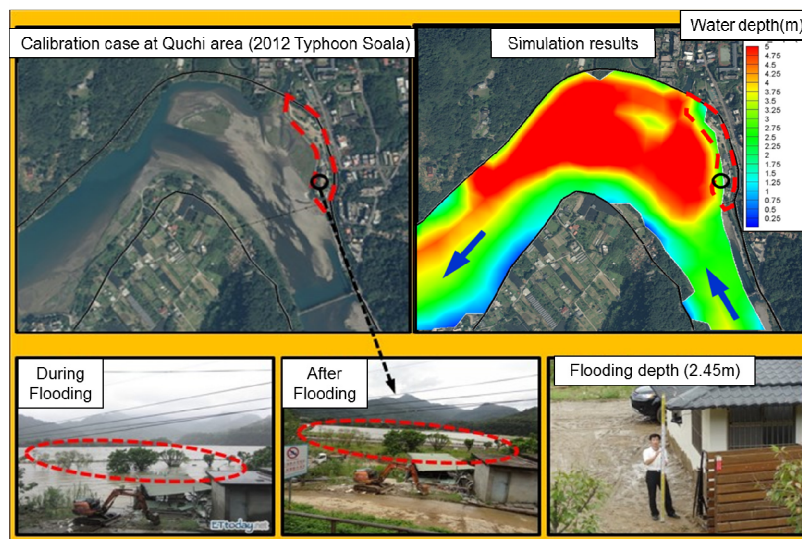 Calibration case at Quchi area (2012 Typhoon Soala)
Simulation results
Water depth(m)
5
4.75
4.5
4.25
4
3.75
3.5
3.25
3
2.75
2.5
2.25
2
1.75
1.5
1.25
1
0.75
0.5
0.25
During
Flooding
After
Flooding
Flooding depth (2.45m)
ETtoday.net